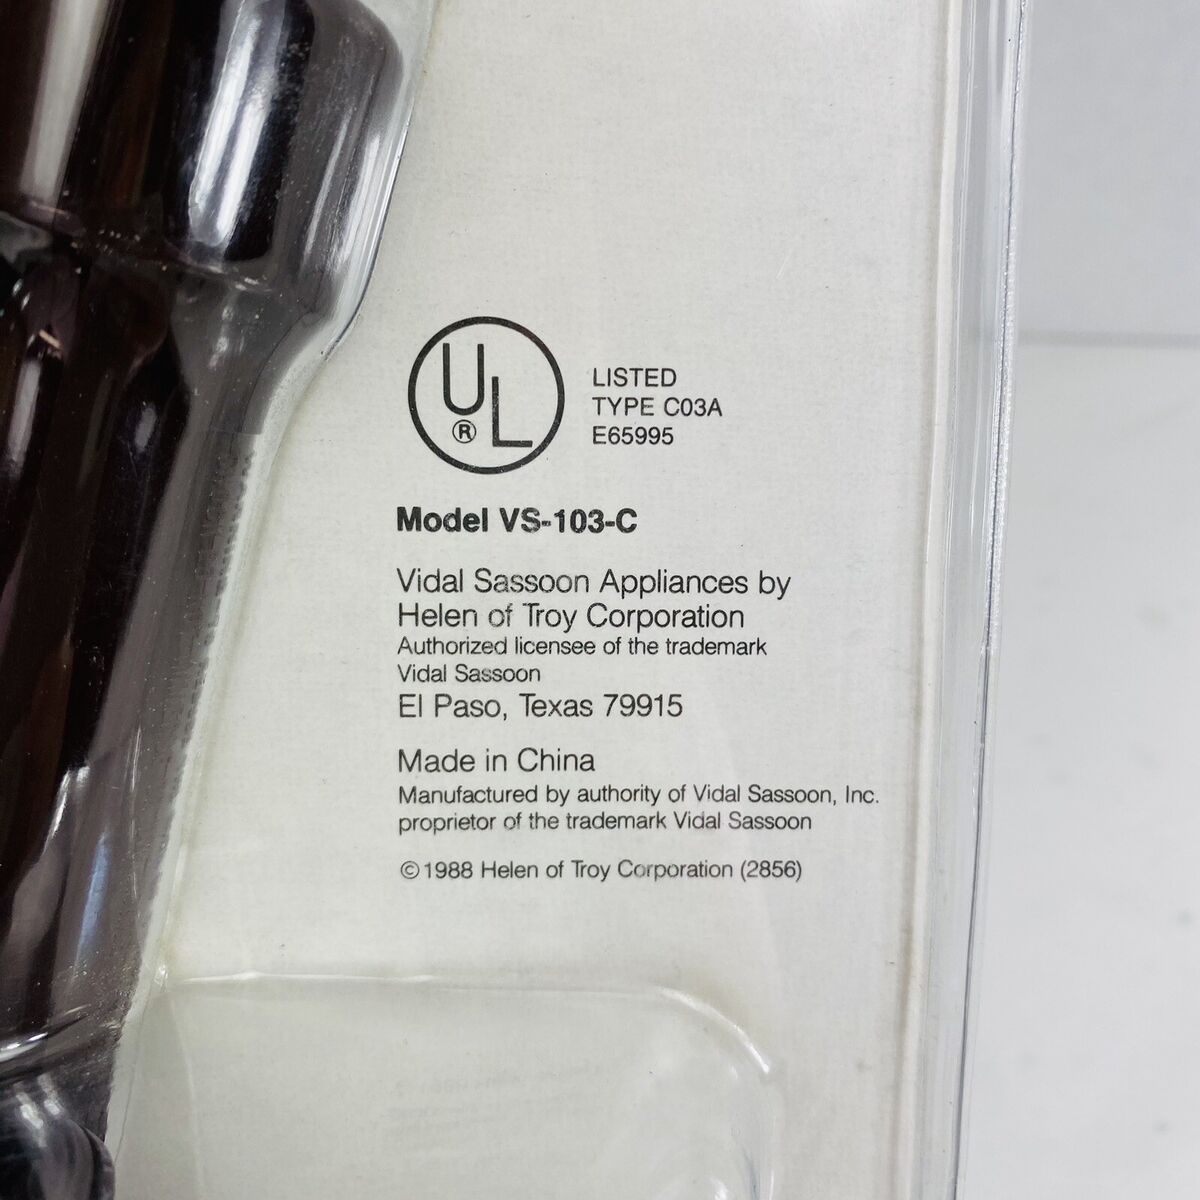 UL
®
LISTED
TYPE C03A
E65995
Model VS-103-C
Vidal Sassoon Appliances by
Helen of Troy Corporation
Authorized licensee of the trademark
Vidal Sassoon
El Paso, Texas 79915
Made in China
Manufactured by authority of Vidal Sassoon, Inc.
proprietor of the trademark Vidal Sassoon
©1988 Helen of Troy Corporation (2856)